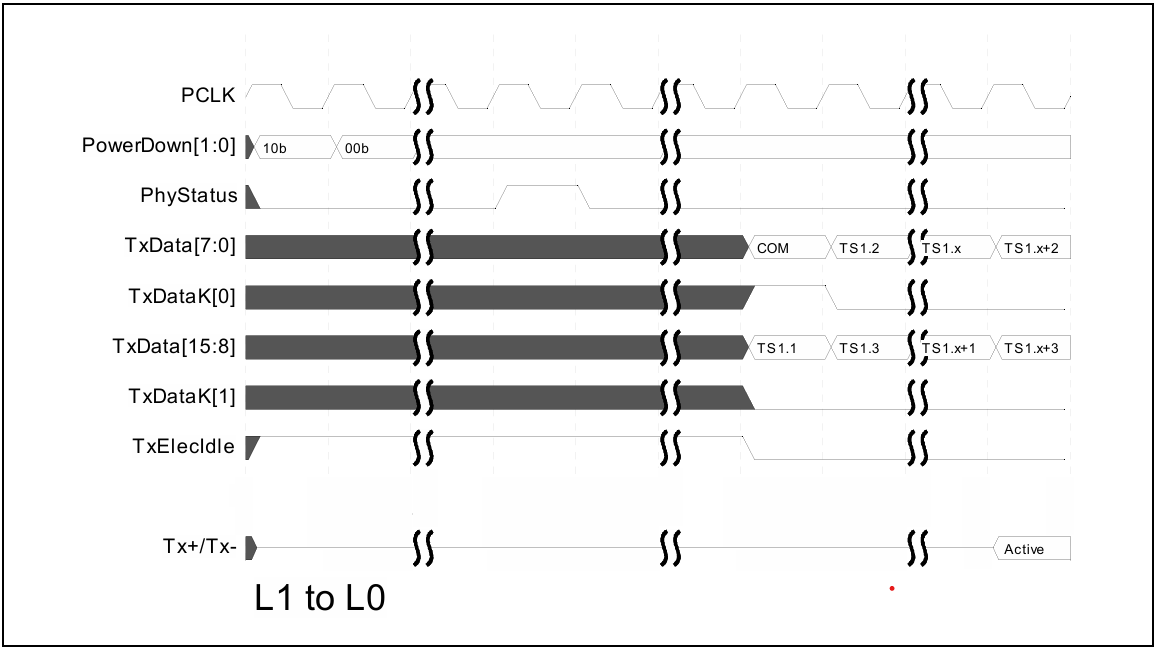 PCLK
PowerDown[1:0] 10b 00b
PhyStatus
TxData[7:0] COM TS1.2 TS1.x TS1.x+2
TxDataK[0]
TxData[15:8] TS1.1 TS1.3 TS1.x+1 TS1.x+3
TxDataK[1]
TxElecIdle
Tx+/Tx- Active
L1 to L0